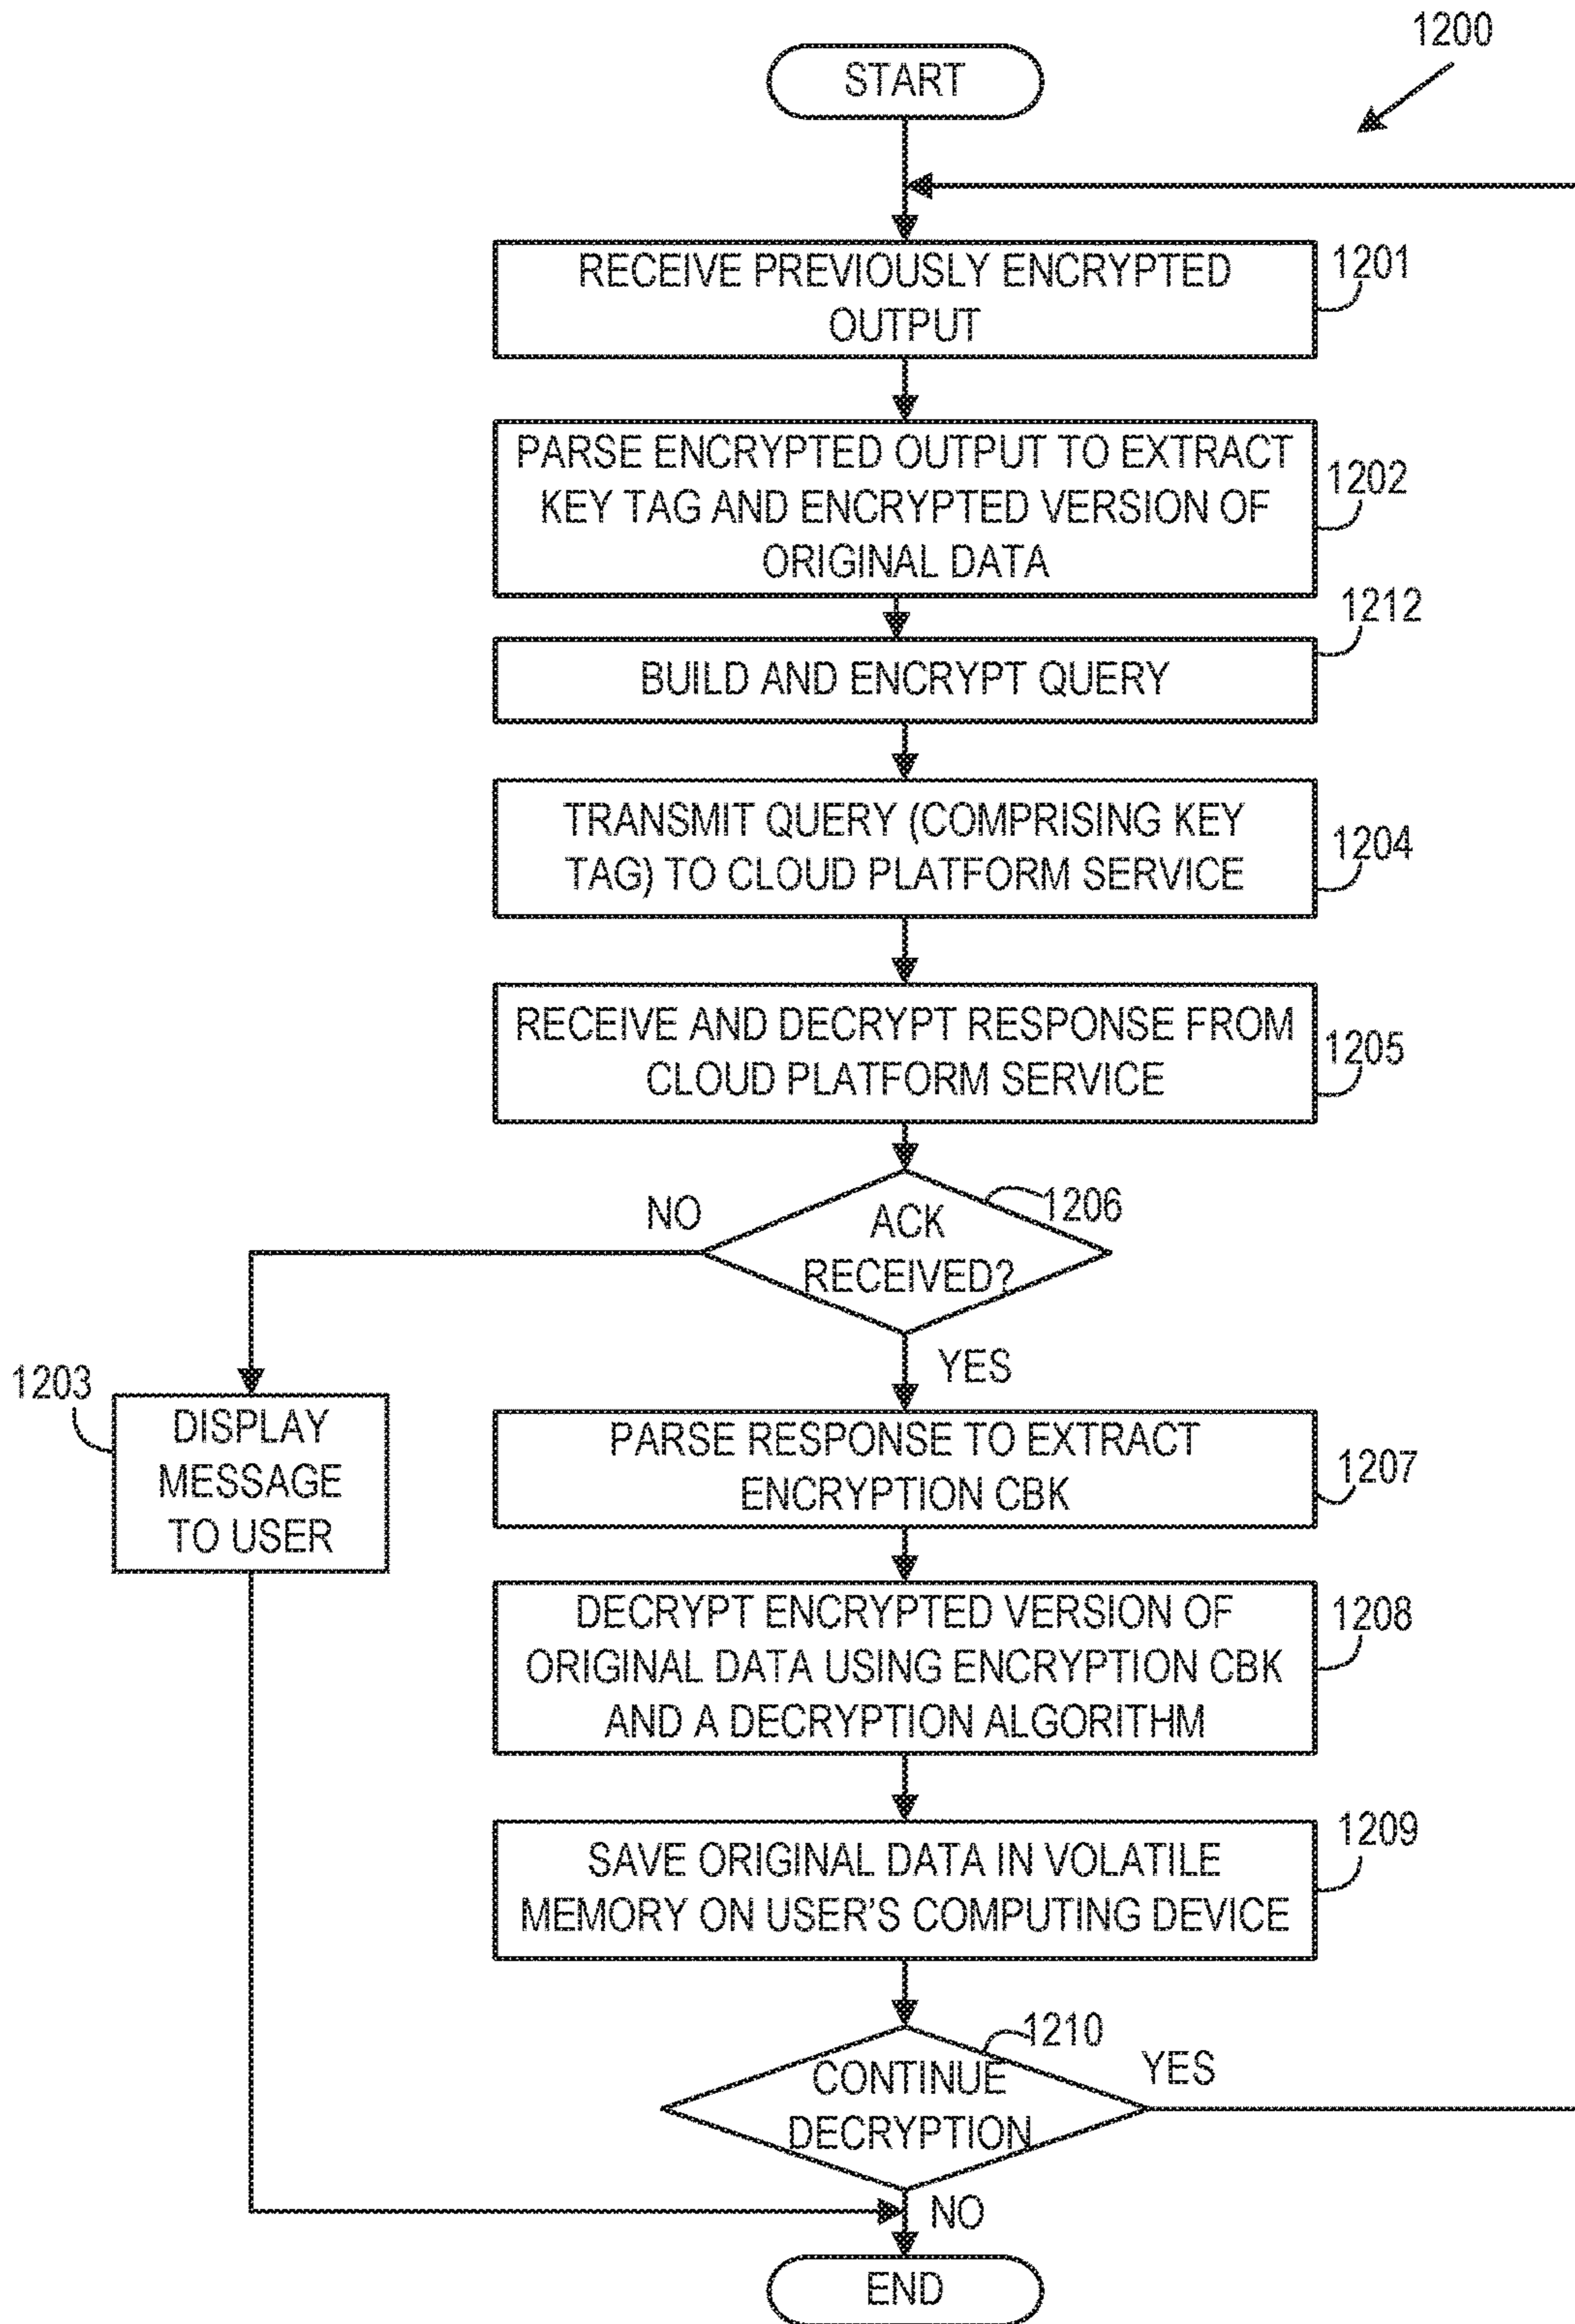 1200
START
RECEIVE PREVIOUSLY ENCRYPTED
OUTPUT
1201
PARSE ENCRYPTED OUTPUT TO EXTRACT
KEY TAG AND ENCRYPTED VERSION OF
ORIGINAL DATA
1202
1212
BUILD AND ENCRYPT QUERY
TRANSMIT QUERY (COMPRISING KEY
TAG) TO CLOUD PLATFORM SERVICE
1204
RECEIVE AND DECRYPT RESPONSE FROM
CLOUD PLATFORM SERVICE
1205
NO
ACK
RECEIVED?
1206
YES
1203
DISPLAY
MESSAGE
TO USER
PARSE RESPONSE TO EXTRACT
ENCRYPTION CBK
1207
DECRYPT ENCRYPTED VERSION OF
ORIGINAL DATA USING ENCRYPTION CBK
AND A DECRYPTION ALGORITHM
1208
SAVE ORIGINAL DATA IN VOLATILE
MEMORY ON USER'S COMPUTING DEVICE
1209
1210
CONTINUE
DECRYPTION
YES
NO
END